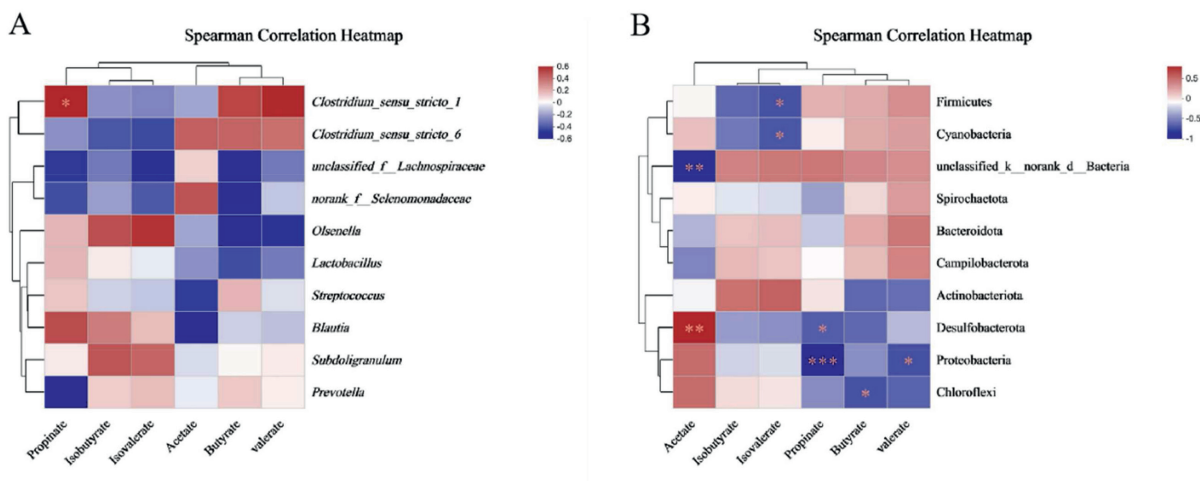 A
Spearman Correlation Heatmap
0.6
0.4
0.2
0
-0.2
-0.4
-0.6
*
Clostridium_sensu_stricto_1
Clostridium_sensu_stricto_6
unclassified_f__Lachnospiraceae
norank_f__Selenomonadaceae
Olsenella
Lactobacillus
Streptococcus
Blautia
Subdoligranulum
Prevotella
Propinate
Isobutyrate
Isovalerate
Acetate
Butyrate
valerate
B
Spearman Correlation Heatmap
0.5
0
-0.5
-1
* Firmicutes
* Cyanobacteria
** unclassified_k__norank_d__Bacteria
Spirochaetota
Bacteroidota
Campilobacterota
Actinobacteriota
** * Desulfobacterota
*** * Proteobacteria
* Chloroflexi
Acetate
Isobutyrate
Isovalerate
Propinate
Butyrate
valerate